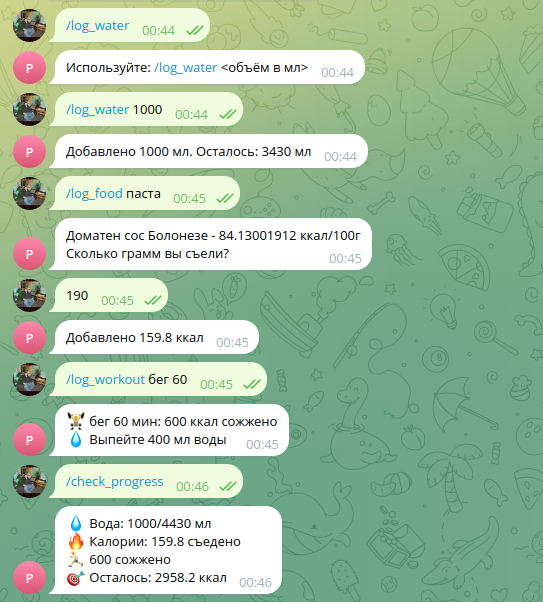 /log_water 00:44
P Используйте: /log_water <объём в мл> 00:44
/log_water 1000 00:44
P Добавлено 1000 мл. Осталось: 3430 мл 00:44
/log_food паста 00:45
Доматен сос Болонезе - 84.13001912 ккал/100г
P Сколько грамм вы съели? 00:45
190 00:45
P Добавлено 159.8 ккал 00:45
/log_workout бег 60 00:45
бег 60 мин: 600 ккал сожжено
P Выпейте 400 мл воды 00:45
/check_progress 00:46
Вода: 1000/4430 мл
Калории: 159.8 съедено
600 сожжено
P Осталось: 2958.2 ккал 00:46